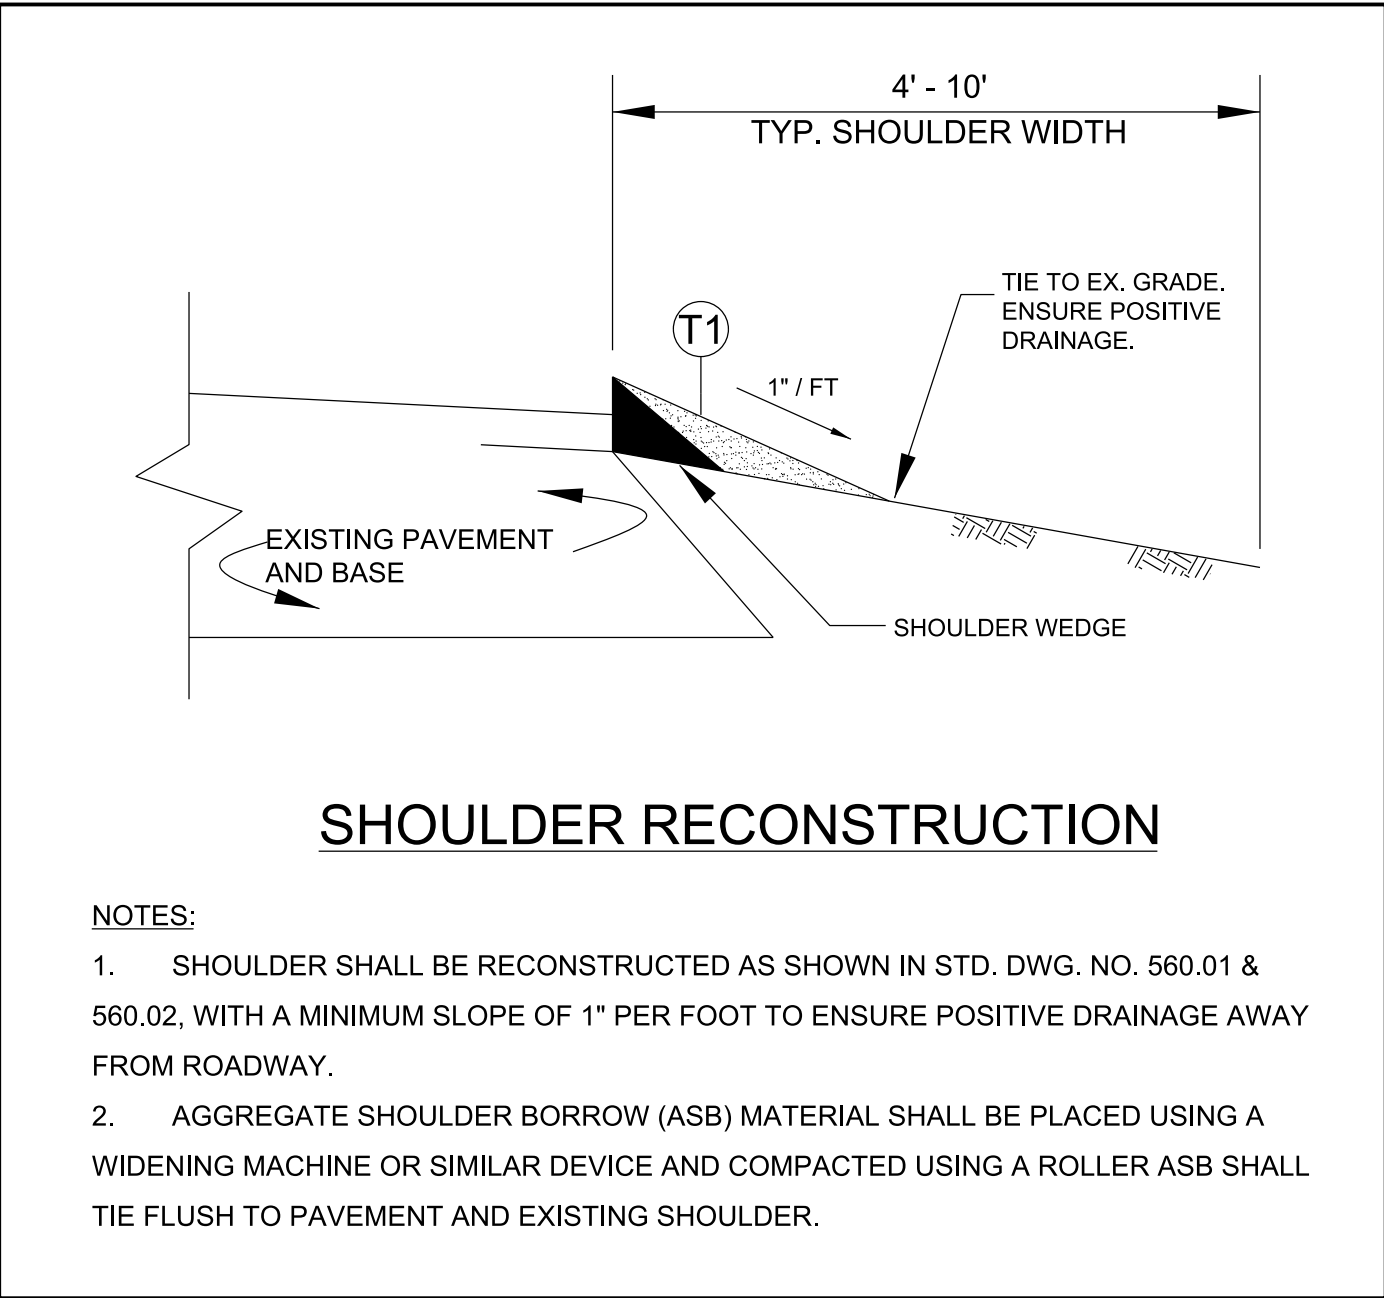 4' - 10'
TYP. SHOULDER WIDTH
TIE TO EX. GRADE.
ENSURE POSITIVE
DRAINAGE.
T1
1" / FT
EXISTING PAVEMENT
AND BASE
SHOULDER WEDGE
SHOULDER RECONSTRUCTION
NOTES:
1. SHOULDER SHALL BE RECONSTRUCTED AS SHOWN IN STD. DWG. NO. 560.01 &
560.02, WITH A MINIMUM SLOPE OF 1" PER FOOT TO ENSURE POSITIVE DRAINAGE AWAY
FROM ROADWAY.
2. AGGREGATE SHOULDER BORROW (ASB) MATERIAL SHALL BE PLACED USING A
WIDENING MACHINE OR SIMILAR DEVICE AND COMPACTED USING A ROLLER ASB SHALL
TIE FLUSH TO PAVEMENT AND EXISTING SHOULDER.